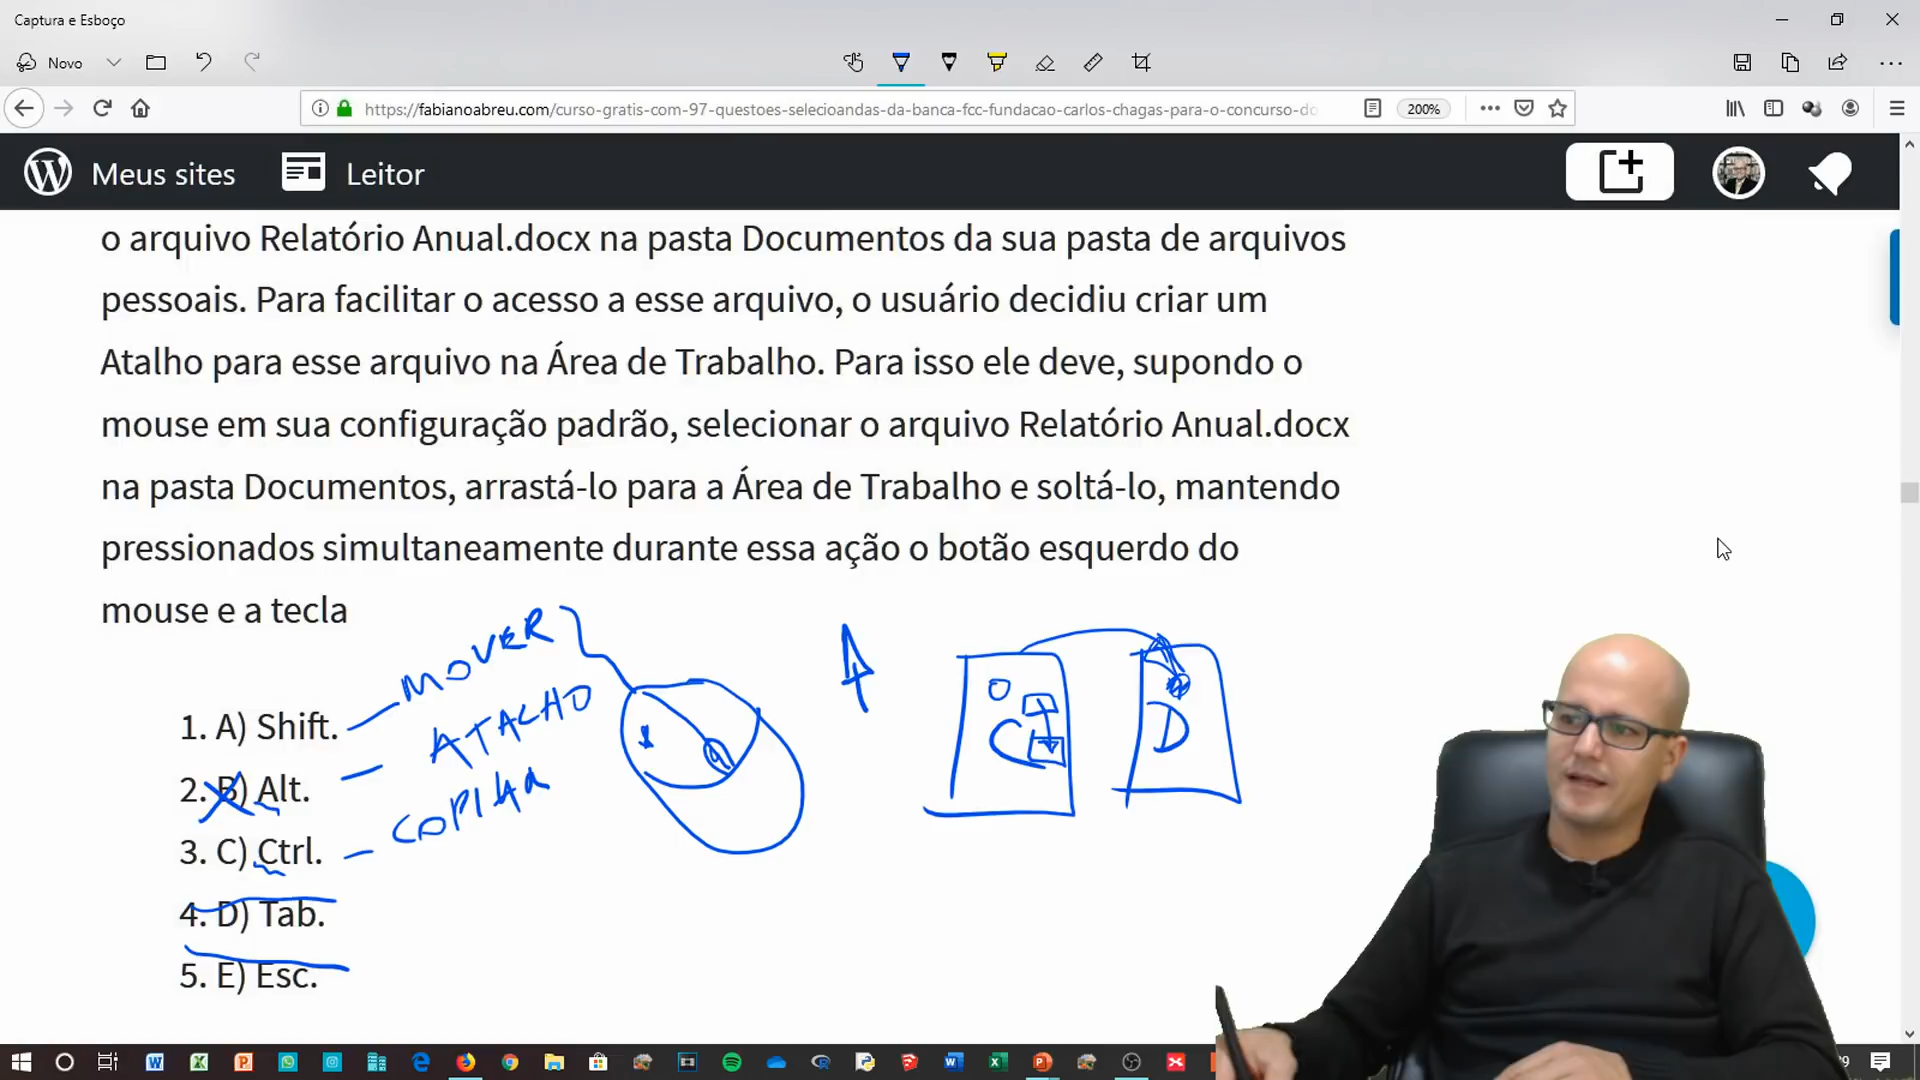 Captura e Esboço
Novo
https://fabianoabreu.com/curso-gratis-com-97-questoes-selecioandas-da-banca-fcc-fundacao-carlos-chagas-para-o-concurso-do
200%
Meus sites
Leitor
o arquivo Relatório Anual.docx na pasta Documentos da sua pasta de arquivos
pessoais. Para facilitar o acesso a esse arquivo, o usuário decidiu criar um
Atalho para esse arquivo na Área de Trabalho. Para isso ele deve, supondo o
mouse em sua configuração padrão, selecionar o arquivo Relatório Anual.docx
na pasta Documentos, arrastá-lo para a Área de Trabalho e soltá-lo, mantendo
pressionados simultaneamente durante essa ação o botão esquerdo do
mouse e a tecla
MOVER
1. A) Shift.
ATALHO
2. B) Alt.
COPIAR
3. C) Ctrl.
4. D) Tab.
5. E) Esc.
C
D